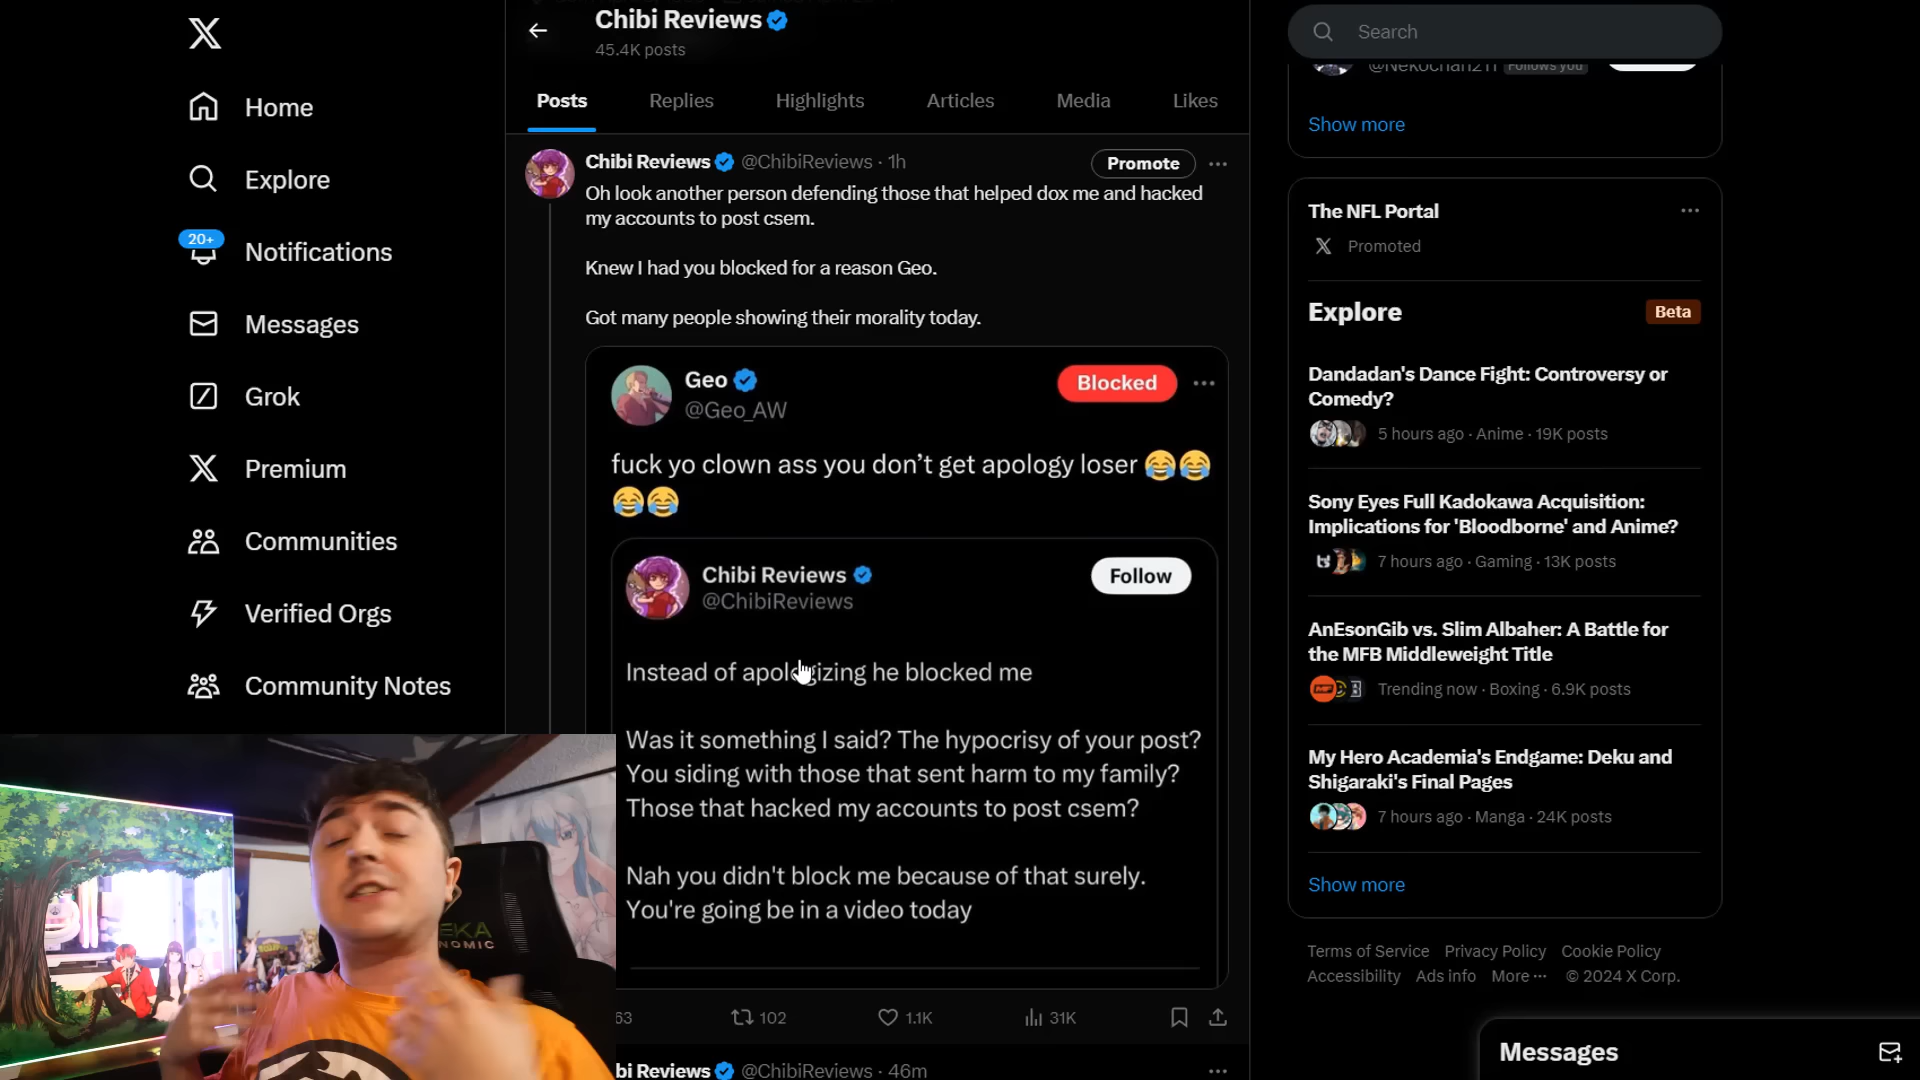 Chibi Reviews
45.4K posts
Search
@Nekochan211 Follows you
Home
Explore
20+
Notifications
Messages
Grok
Premium
Communities
Verified Orgs
Community Notes
Posts
Replies
Highlights
Articles
Media
Likes
Chibi Reviews @ChibiReviews · 1h
Promote
Oh look another person defending those that helped dox me and hacked
my accounts to post csem.
Knew I had you blocked for a reason Geo.
Got many people showing their morality today.
Geo
@Geo_AW
Blocked
fuck yo clown ass you don’t get apology loser 😂😂
😂😂
Chibi Reviews
@ChibiReviews
Follow
Instead of apologizing he blocked me
Was it something I said? The hypocrisy of your post?
You siding with those that sent harm to my family?
Those that hacked my accounts to post csem?
Nah you didn't block me because of that surely.
You're going be in a video today
63
102
1.1K
31K
bi Reviews @ChibiReviews · 46m
Show more
The NFL Portal
Promoted
Explore
Beta
Dandadan's Dance Fight: Controversy or
Comedy?
5 hours ago · Anime · 19K posts
Sony Eyes Full Kadokawa Acquisition:
Implications for 'Bloodborne' and Anime?
7 hours ago · Gaming · 13K posts
AnEsonGib vs. Slim Albaher: A Battle for
the MFB Middleweight Title
Trending now · Boxing · 6.9K posts
My Hero Academia's Endgame: Deku and
Shigaraki's Final Pages
7 hours ago · Manga · 24K posts
Show more
Terms of Service Privacy Policy Cookie Policy
Accessibility Ads info More ··· © 2024 X Corp.
Messages
EKA
NOMIC